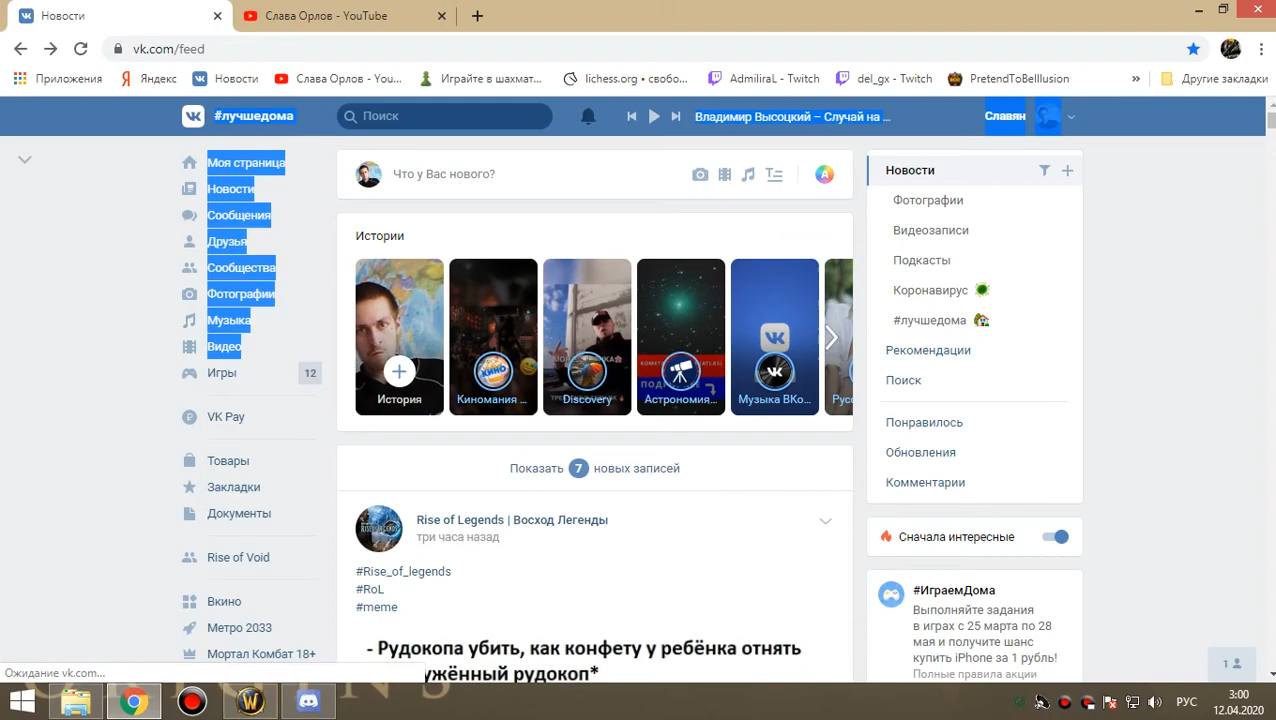 Новости
Слава Орлов - YouTube
vk.com/feed
Приложения
Яндекс
Новости
Слава Орлов - You...
Играйте в шахмат...
lichess.org • свобо...
AdmiriraL - Twitch
del_gx - Twitch
PretendToBeIllusion
Другие закладки
#лучшедома
Поиск
Владимир Высоцкий – Случай на ...
Славян
Моя страница
Новости
Сообщения
Друзья
Сообщества
Фотографии
Музыка
Видео
Игры 12
VK Pay
Товары
Закладки
Документы
Rise of Void
Вкино
Метро 2033
Мортал Комбат 18+
Что у Вас нового?
Истории
История
Киномания ...
Discovery
КИНО
Астрономия...
Музыка ВКо...
Русс
Показать 7 новых записей
Rise of Legends | Восход Легенды
три часа назад
#Rise_of_legends
#RoL
#meme
- Рудокопа убить, как конфету у ребёнка отнять
ужённый рудокоп*
Новости
Фотографии
Видеозаписи
Подкасты
Коронавирус
#лучшедома
Рекомендации
Поиск
Понравилось
Обновления
Комментарии
Сначала интересные
#ИграемДома
Выполняйте задания
в играх с 25 марта по 28
мая и получите шанс
купить iPhone за 1 рубль!
Полные правила акции
1
Ожидание vk.com...
РУС
3:00
12.04.2020